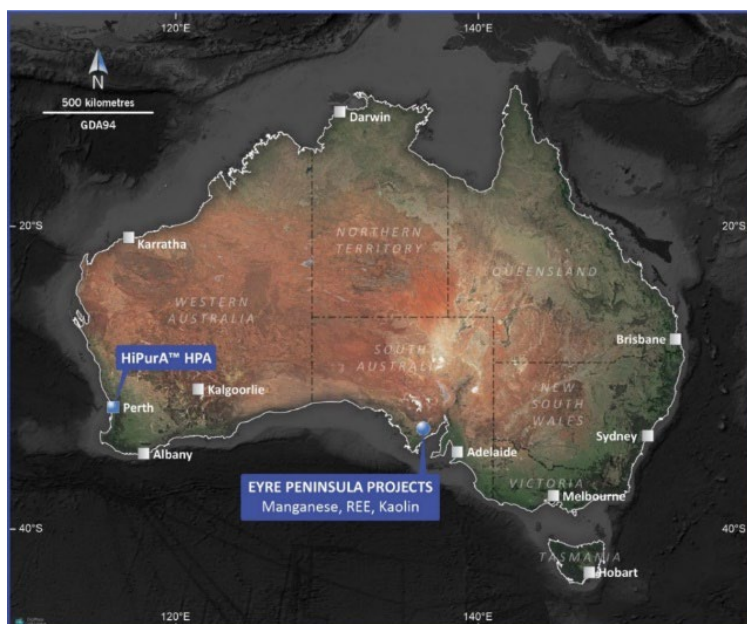 120°E
140°E
N
500 kilometres
GDA94
Darwin
20°S
20°S
Karratha
NORTHERN
TERRITORY
QUEENSLAND
WESTERN
AUSTRALIA
Brisbane
HiPurA™ HPA
SOUTH
AUSTRALIA
Kalgoorlie
Perth
NEW
SOUTH
WALES
Sydney
Albany
Adelaide
EYRE PENINSULA PROJECTS
Manganese, REE, Kaolin
VICTORIA
Melbourne
40°S
40°S
TASMANIA
Hobart
120°E
140°E